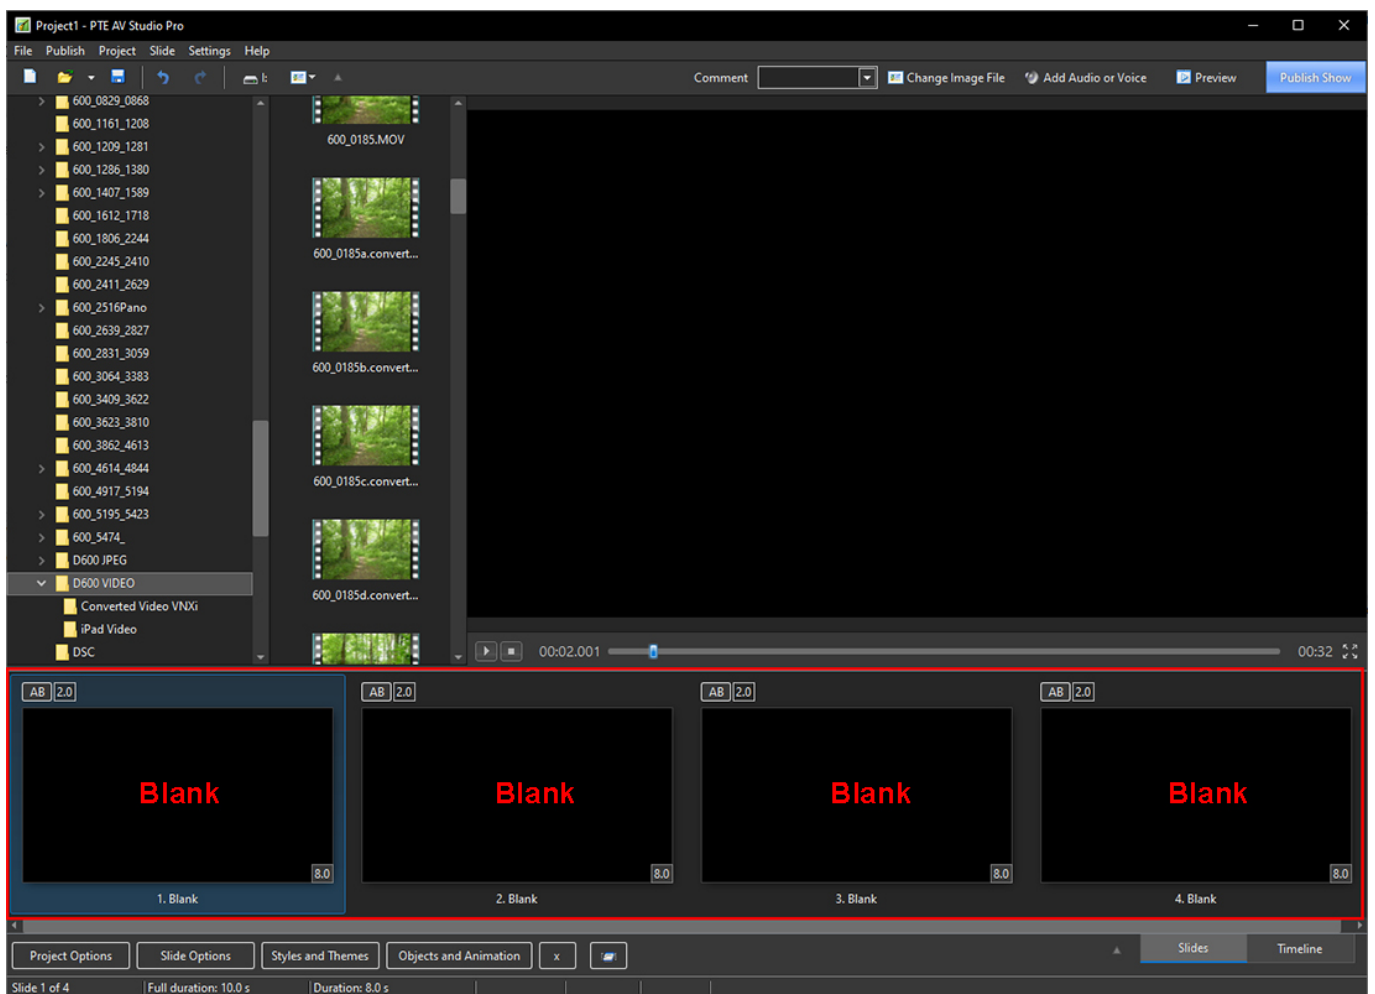 Project1 - PTE AV Studio Pro
File Publish Project Slide Settings Help
I: Comment Change Image File Add Audio or Voice Preview Publish Show
600_0829_0868
600_1161_1208
600_1209_1281
600_1286_1380
600_1407_1589
600_1612_1718
600_1806_2244
600_2245_2410
600_2411_2629
600_2516Pano
600_2639_2827
600_2831_3059
600_3064_3383
600_3409_3622
600_3623_3810
600_3862_4613
600_4614_4844
600_4917_5194
600_5195_5423
600_5474_
D600 JPEG
D600 VIDEO
Converted Video VNXi
iPad Video
DSC
600_0185.MOV
600_0185a.convert...
600_0185b.convert...
600_0185c.convert...
600_0185d.convert...
00:02.001 00:32
AB 2.0 AB 2.0 AB 2.0 AB 2.0
Blank Blank Blank Blank
8.0 8.0 8.0 8.0
1. Blank 2. Blank 3. Blank 4. Blank
Project Options Slide Options Styles and Themes Objects and Animation x Slides Timeline
Slide 1 of 4 Full duration: 10.0 s Duration: 8.0 s